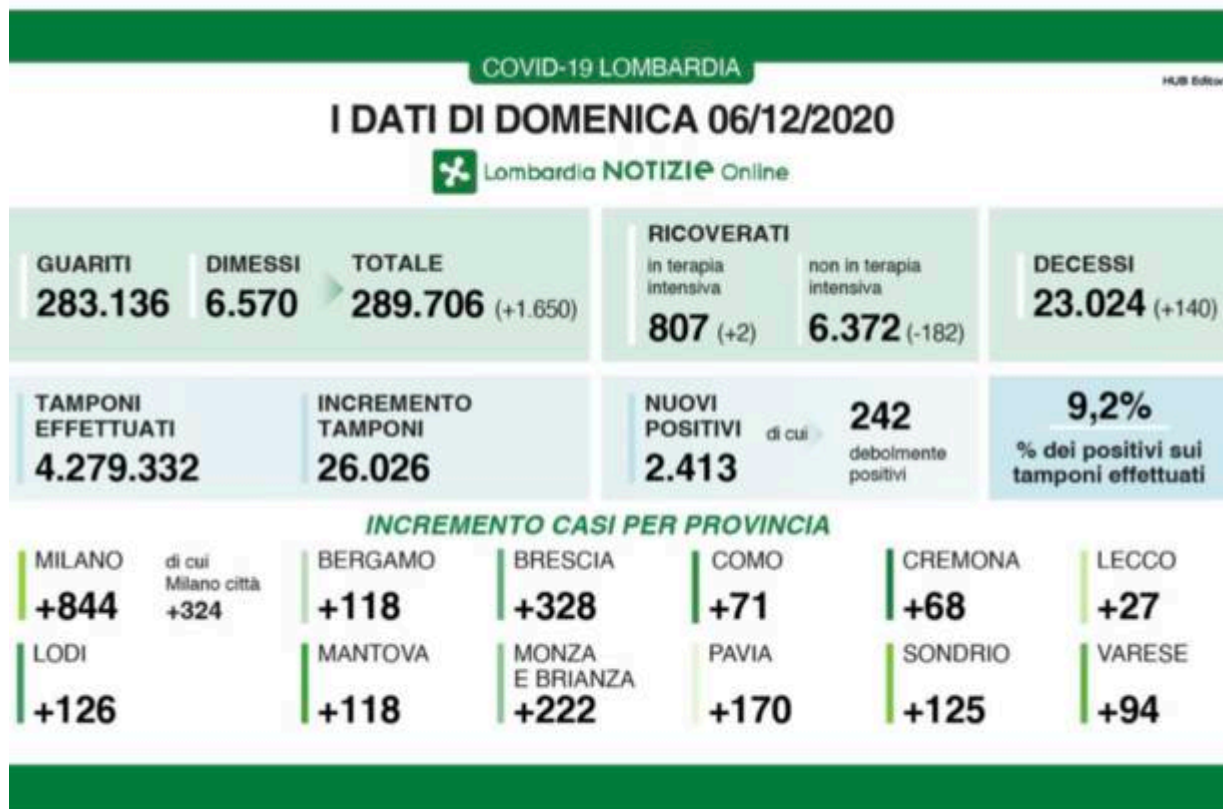 COVID-19 LOMBARDIA
HUB Editor
I DATI DI DOMENICA 06/12/2020
Lombardia NOTIZIe Online
GUARITI
283.136
DIMESSI
6.570
TOTALE
289.706 (+1.650)
RICOVERATI
in terapia
intensiva
807 (+2)
non in terapia
intensiva
6.372 (-182)
DECESSI
23.024 (+140)
TAMPONI
EFFETTUATI
4.279.332
INCREMENTO
TAMPONI
26.026
NUOVI
POSITIVI
2.413
di cui
242
debolmente
positivi
9,2%
% dei positivi sui
tamponi effettuati
INCREMENTO CASI PER PROVINCIA
MILANO
+844
di cui
Milano città
+324
BERGAMO
+118
BRESCIA
+328
COMO
+71
CREMONA
+68
LECCO
+27
LODI
+126
MANTOVA
+118
MONZA
E BRIANZA
+222
PAVIA
+170
SONDRIO
+125
VARESE
+94